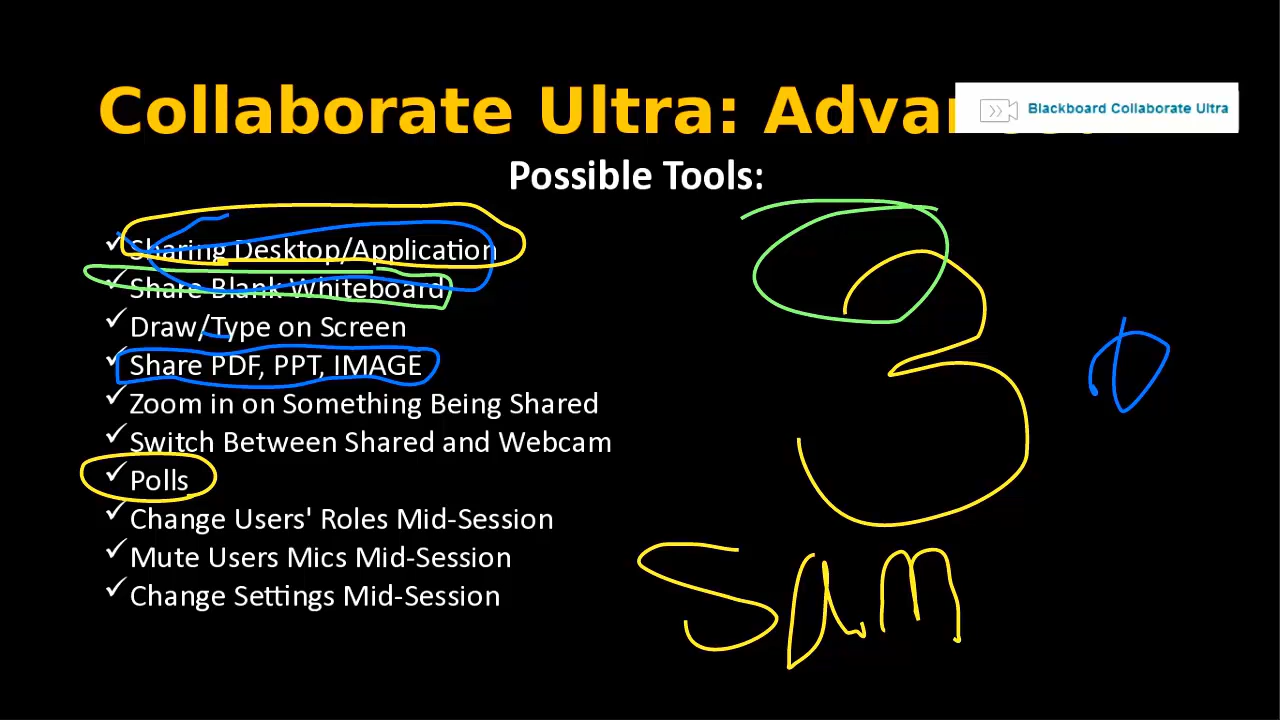 Collaborate Ultra: Advan
Blackboard Collaborate Ultra
Possible Tools:
Sharing Desktop/Application
Share Blank Whiteboard
Draw/Type on Screen
Share PDF, PPT, IMAGE
Zoom in on Something Being Shared
Switch Between Shared and Webcam
Polls
Change Users' Roles Mid-Session
Mute Users Mics Mid-Session
Change Settings Mid-Session
3
Sam